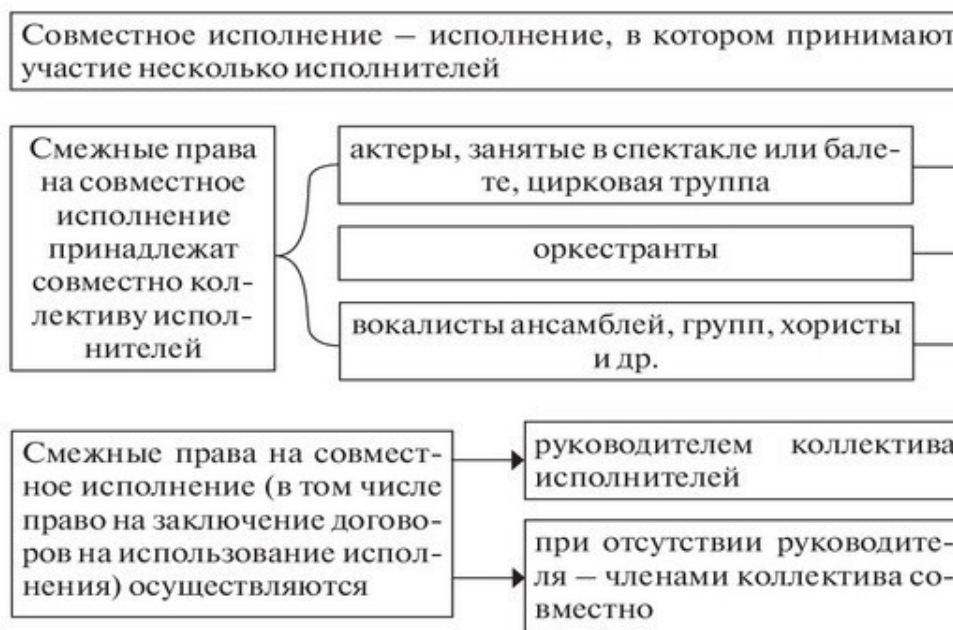 Совместное исполнение – исполнение, в котором принимают
участие несколько исполнителей
Смежные права
на совместное
исполнение
принадлежат
совместно кол-
лективу испол-
нителей
актеры, занятые в спектакле или бале-
те, цирковая труппа
оркестранты
вокалисты ансамблей, групп, хористы
и др.
Смежные права на совмест-
ное исполнение (в том числе
право на заключение догово-
ров на использование испол-
нения) осуществляются
руководителем коллектива
исполнителей
при отсутствии руководите-
ля – членами коллектива со-
вместно